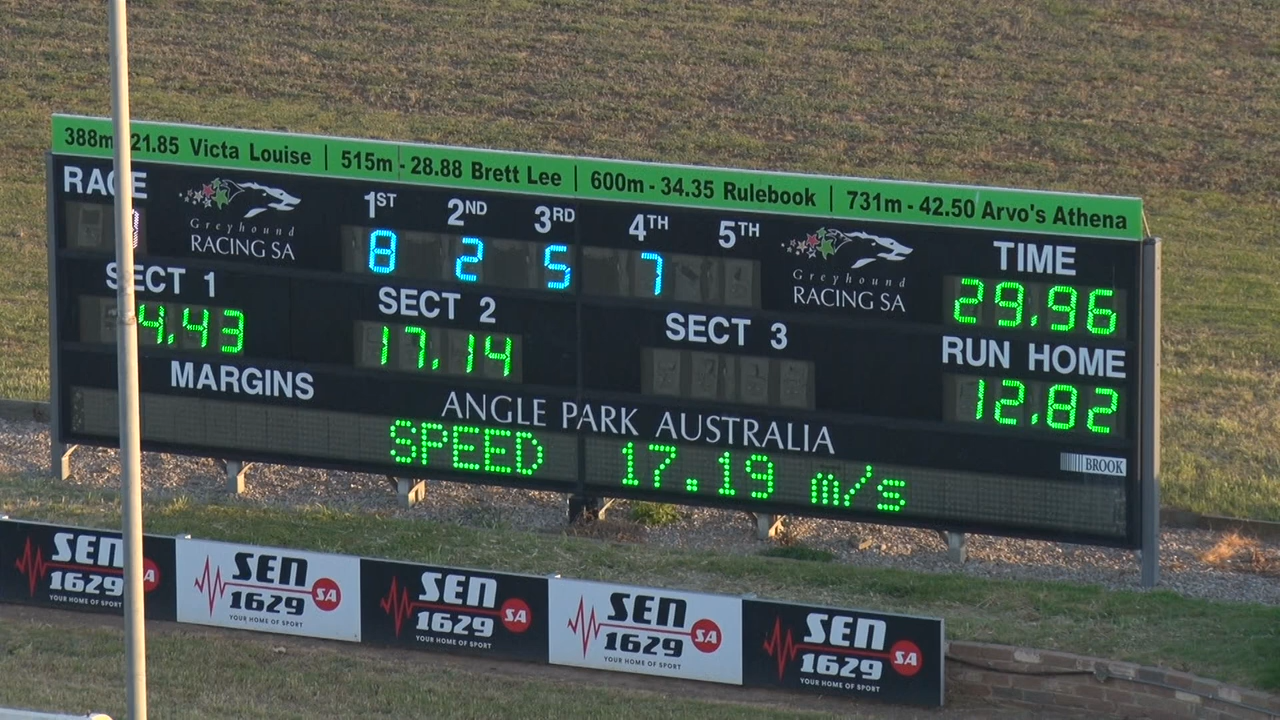 388m 21.85 Victa Louise | 515m - 28.88 Brett Lee | 600m - 34.35 Rulebook | 731m - 42.50 Arvo's Athena
RACE
Greyhound
RACING SA
1ST 2ND 3RD 4TH 5TH
8 2 5 7
Greyhound
RACING SA
TIME
29.96
SECT 1
4.43
SECT 2
17.14
SECT 3
RUN HOME
12.82
MARGINS
ANGLE PARK AUSTRALIA
SPEED 17.19 m/s
BROOK
SEN
1629
YOUR HOME OF SPORT
SEN
1629 SA
YOUR HOME OF SPORT
SEN
1629 SA
YOUR HOME OF SPORT
SEN
1629 SA
YOUR HOME OF SPORT
SEN
1629 SA
YOUR HOME OF SPORT